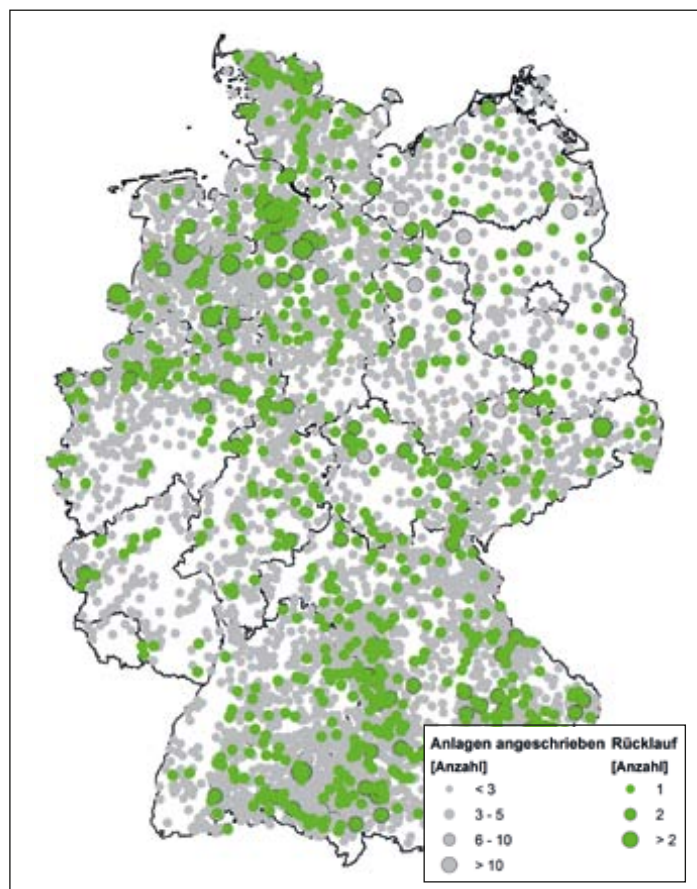 Anlagen angeschrieben
[Anzahl]
< 3
3 - 5
6 - 10
> 10
Rücklauf
[Anzahl]
1
2
> 2